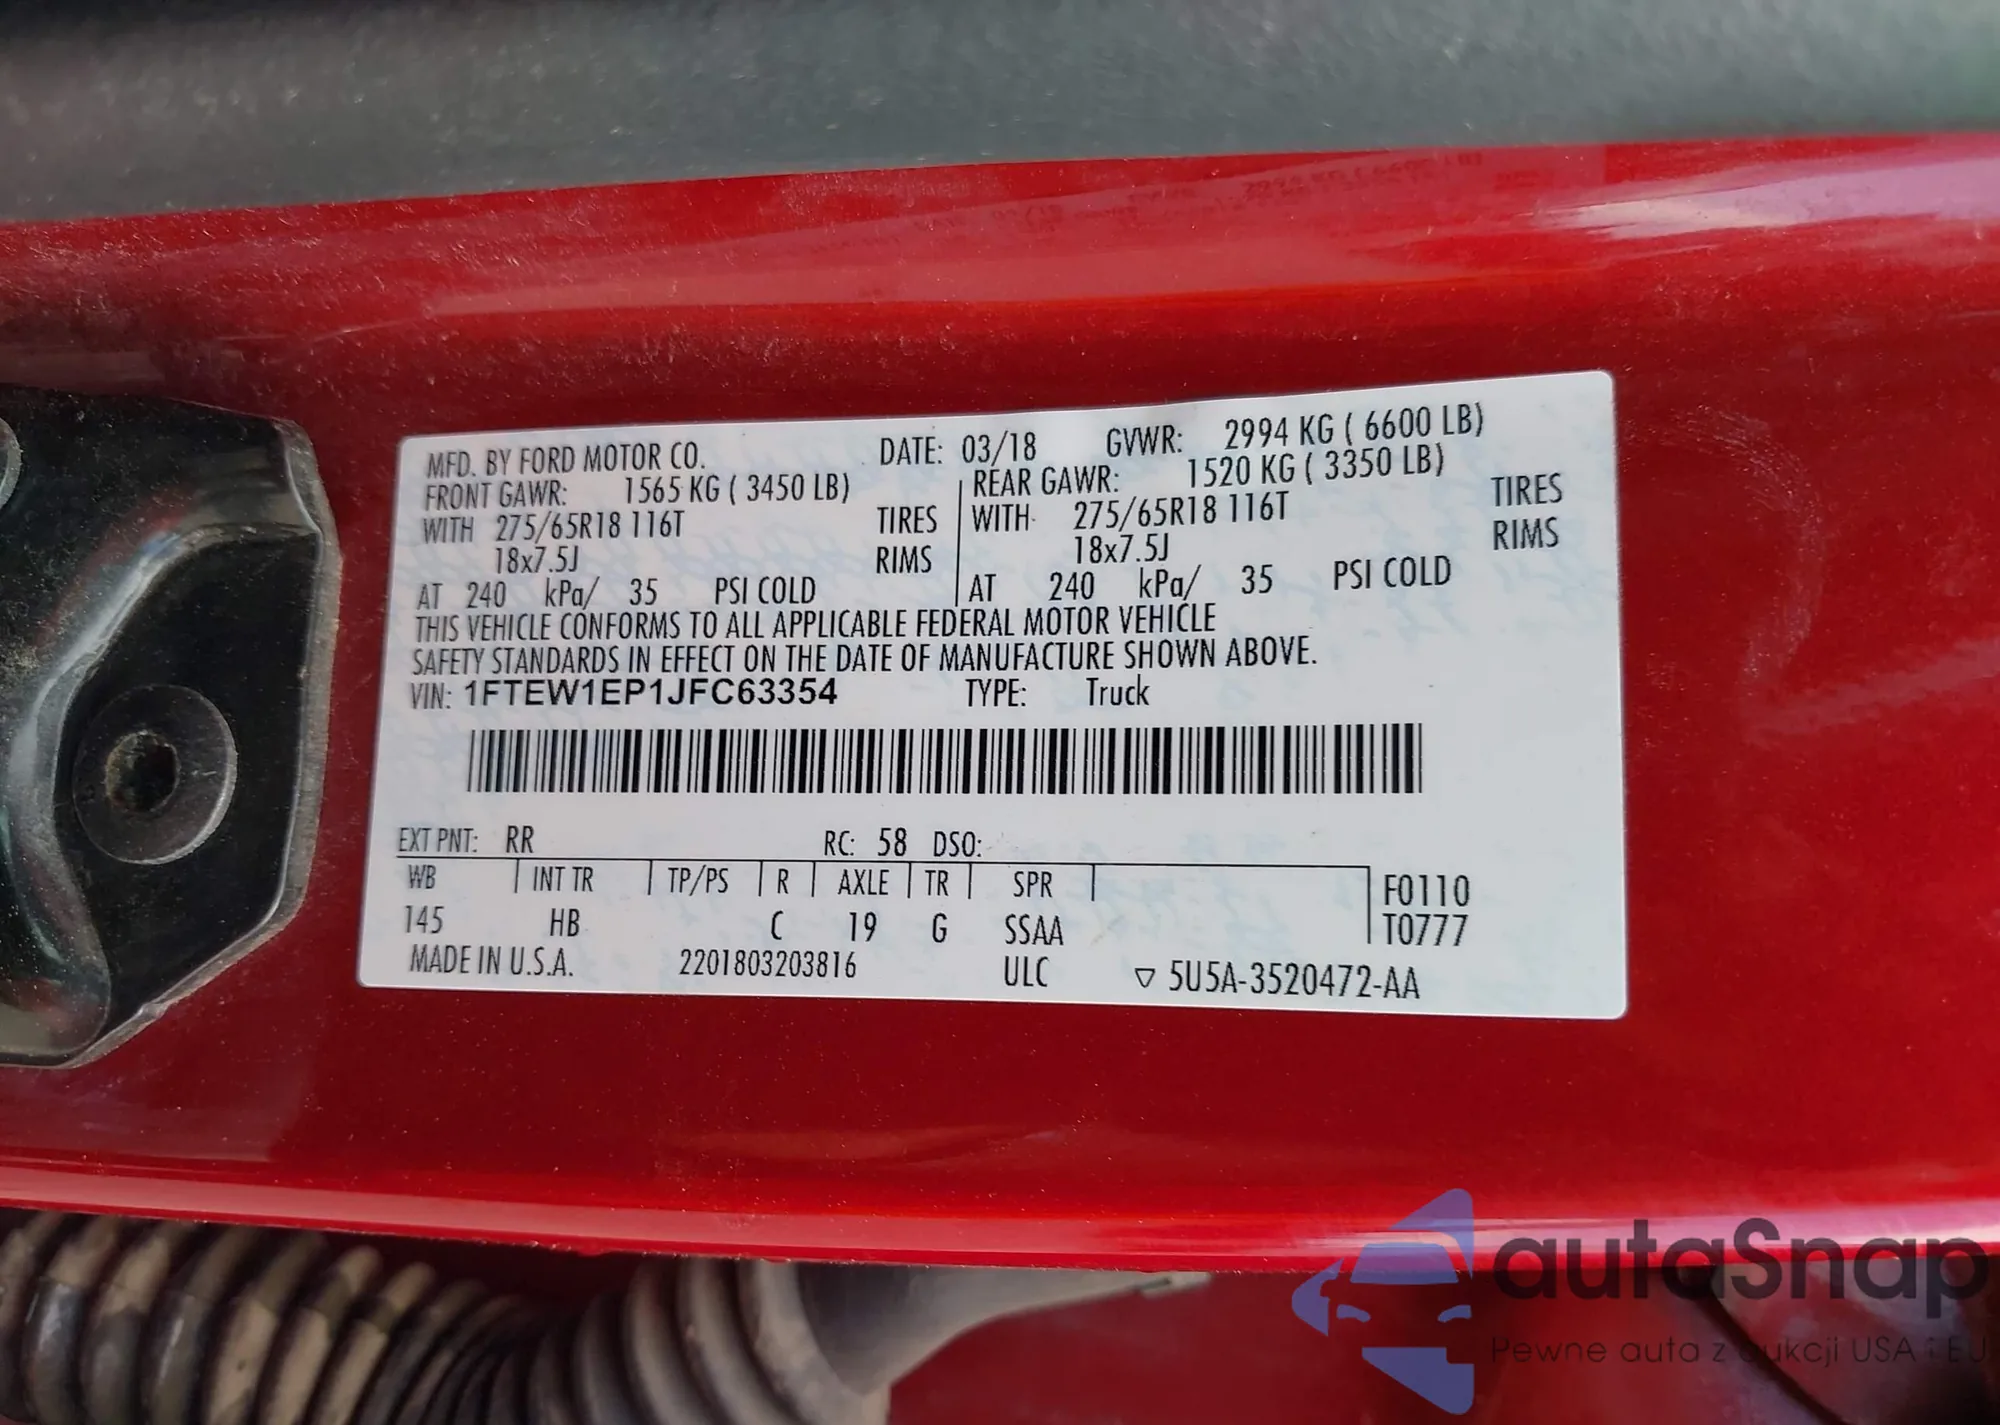 MFD. BY FORD MOTOR CO. DATE: 03/18 GVWR: 2994 KG ( 6600 LB)
FRONT GAWR: 1565 KG ( 3450 LB) REAR GAWR: 1520 KG ( 3350 LB)
WITH 275/65R18 116T TIRES WITH 275/65R18 116T TIRES
18x7.5J RIMS 18x7.5J RIMS
AT 240 kPa/ 35 PSI COLD AT 240 kPa/ 35 PSI COLD
THIS VEHICLE CONFORMS TO ALL APPLICABLE FEDERAL MOTOR VEHICLE
SAFETY STANDARDS IN EFFECT ON THE DATE OF MANUFACTURE SHOWN ABOVE.
VIN: 1FTEW1EP1JFC63354 TYPE: Truck
EXT PNT: RR RC: 58 DSO:
WB INT TR TP/PS R AXLE TR SPR F0110
145 HB C 19 G SSAA T0777
MADE IN U.S.A. 2201803203816 ULC ▽ 5U5A-3520472-AA
autaSnap
Pewne auta z aukcji USA i EU